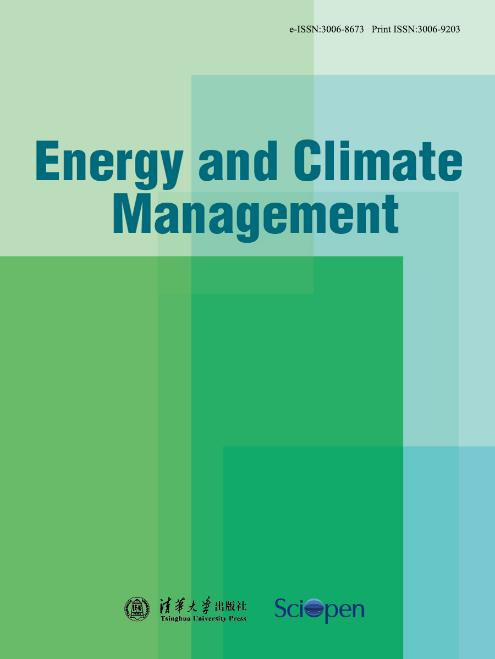 e-ISSN:3006-8673 Print ISSN:3006-9203
Energy and Climate
Management
清华大学出版社
Tsinghua University Press
SciOpen